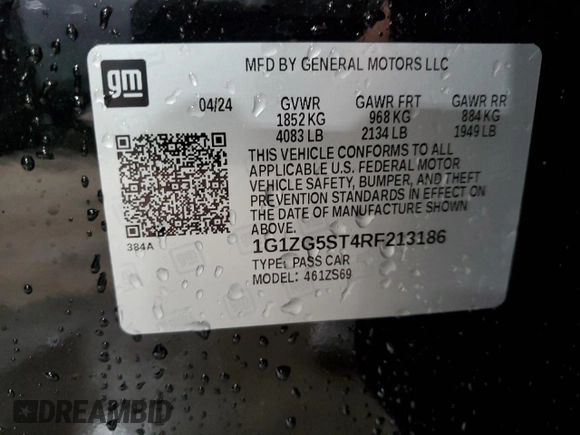 gm
MFD BY GENERAL MOTORS LLC
04/24 GVWR GAWR FRT GAWR RR
1852 KG 968 KG 884 KG
4083 LB 2134 LB 1949 LB
THIS VEHICLE CONFORMS TO ALL
APPLICABLE U.S. FEDERAL MOTOR
VEHICLE SAFETY, BUMPER, AND THEFT
PREVENTION STANDARDS IN EFFECT ON
THE DATE OF MANUFACTURE SHOWN
ABOVE.
384A
1G1ZG5ST4RF213186
TYPE: PASS CAR
MODEL: 461ZS69
DREAMBID